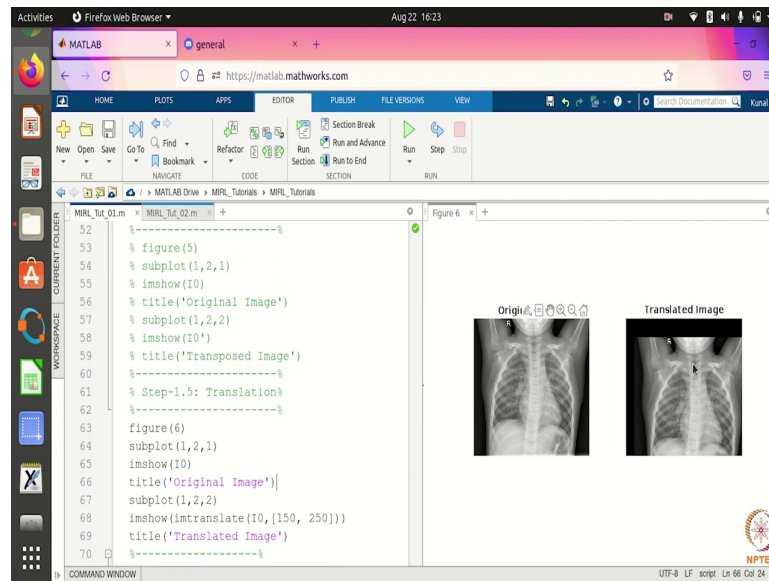 Activities Firefox Web Browser Aug 22 16:23
MATLAB × general × +
https://matlab.mathworks.com
HOME PLOTS APPS EDITOR PUBLISH FILE VERSIONS VIEW Search Documentation Kunal
New Open Save Go To Find Bookmark Refactor Run Section Section Break Run and Advance Run to End Run Step Stop
FILE NAVIGATE CODE SECTION RUN
/ > MATLAB Drive > MIRL_Tutorials > MIRL_Tutorials
CURRENT FOLDER
WORKSPACE
MIRL_Tut_01.m × MIRL_Tut_02.m × +
52 %----------------------%
53 % figure(5)
54 % subplot(1,2,1)
55 % imshow(I0)
56 % title('Original Image')
57 % subplot(1,2,2)
58 % imshow(I0')
59 % title('Transposed Image')
60 %----------------------%
61 % Step-1.5: Translation%
62 %----------------------%
63 figure(6)
64 subplot(1,2,1)
65 imshow(I0)
66 title('Original Image')
67 subplot(1,2,2)
68 imshow(imtranslate(I0,[150, 250]))
69 title('Translated Image')
70 %-------------------%
Figure 6 × +
Translated Image
R
NPTE
COMMAND WINDOW UTF-8 LF script Ln 66 Col 24